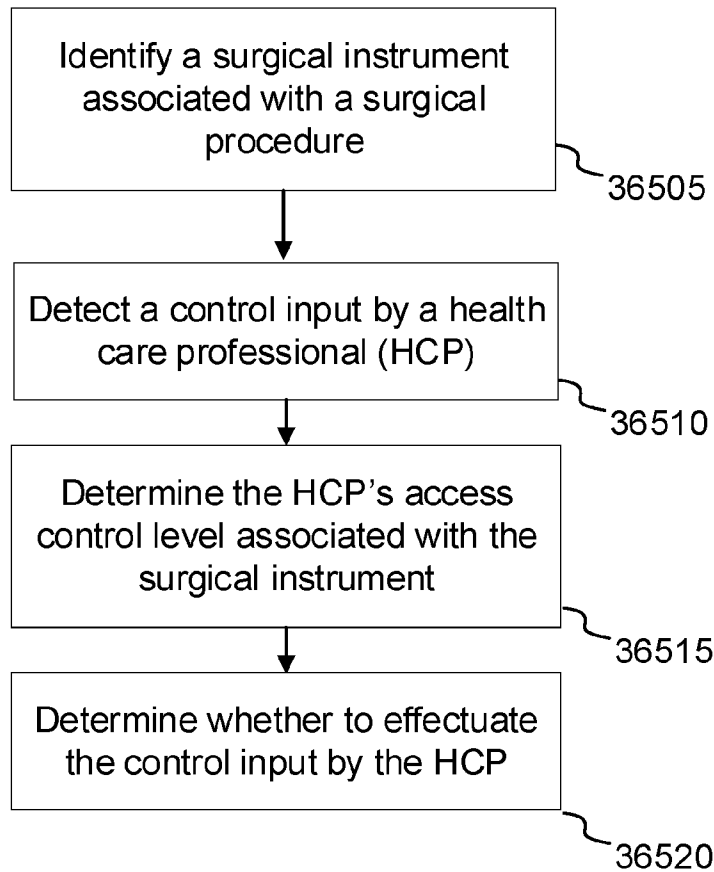 Identify a surgical instrument
associated with a surgical
procedure
36505
Detect a control input by a health
care professional (HCP)
36510
Determine the HCP's access
control level associated with the
surgical instrument
36515
Determine whether to effectuate
the control input by the HCP
36520